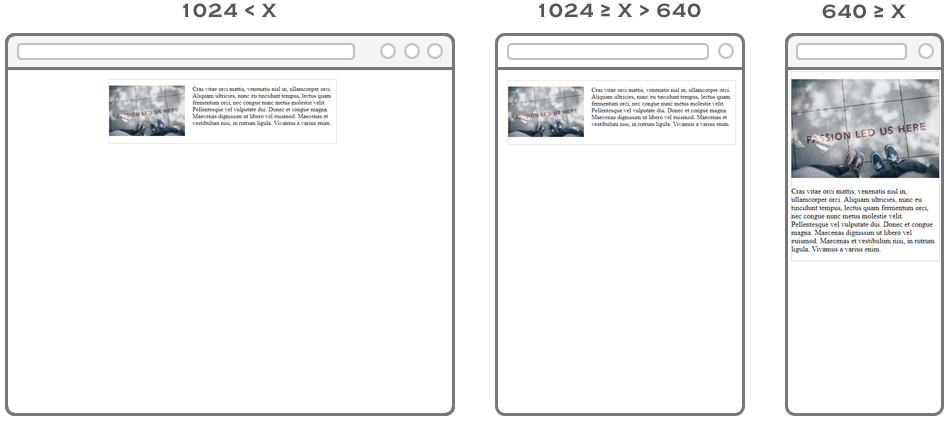 1024 < X
1024 ≥ X > 640
640 ≥ X
PASSION LED US HERE
Cras vitae orci mattis, venenatis nisl in, ullamcorper orci.
Aliquam ultricies, nunc eu tincidunt tempus, lectus quam
fermentum orci, nec congue nunc metus molestie velit.
Pellentesque vel vulputate dui. Donec et congue magna.
Maecenas dignissim ut libero vel euismod. Maecenas et
vestibulum nisi, in rutrum ligula. Vivamus a varius enim.
PASSION LED US HERE
Cras vitae orci mattis, venenatis nisl in, ullamcorper orci.
Aliquam ultricies, nunc eu tincidunt tempus, lectus quam
fermentum orci, nec congue nunc metus molestie velit.
Pellentesque vel vulputate dui. Donec et congue magna.
Maecenas dignissim ut libero vel euismod. Maecenas et
vestibulum nisi, in rutrum ligula. Vivamus a varius enim.
PASSION LED US HERE
Cras vitae orci mattis, venenatis nisl in,
ullamcorper orci. Aliquam ultricies, nunc eu
tincidunt tempus, lectus quam fermentum orci,
nec congue nunc metus molestie velit.
Pellentesque vel vulputate dui. Donec et congue
magna. Maecenas dignissim ut libero vel
euismod. Maecenas et vestibulum nisi, in rutrum
ligula. Vivamus a varius enim.